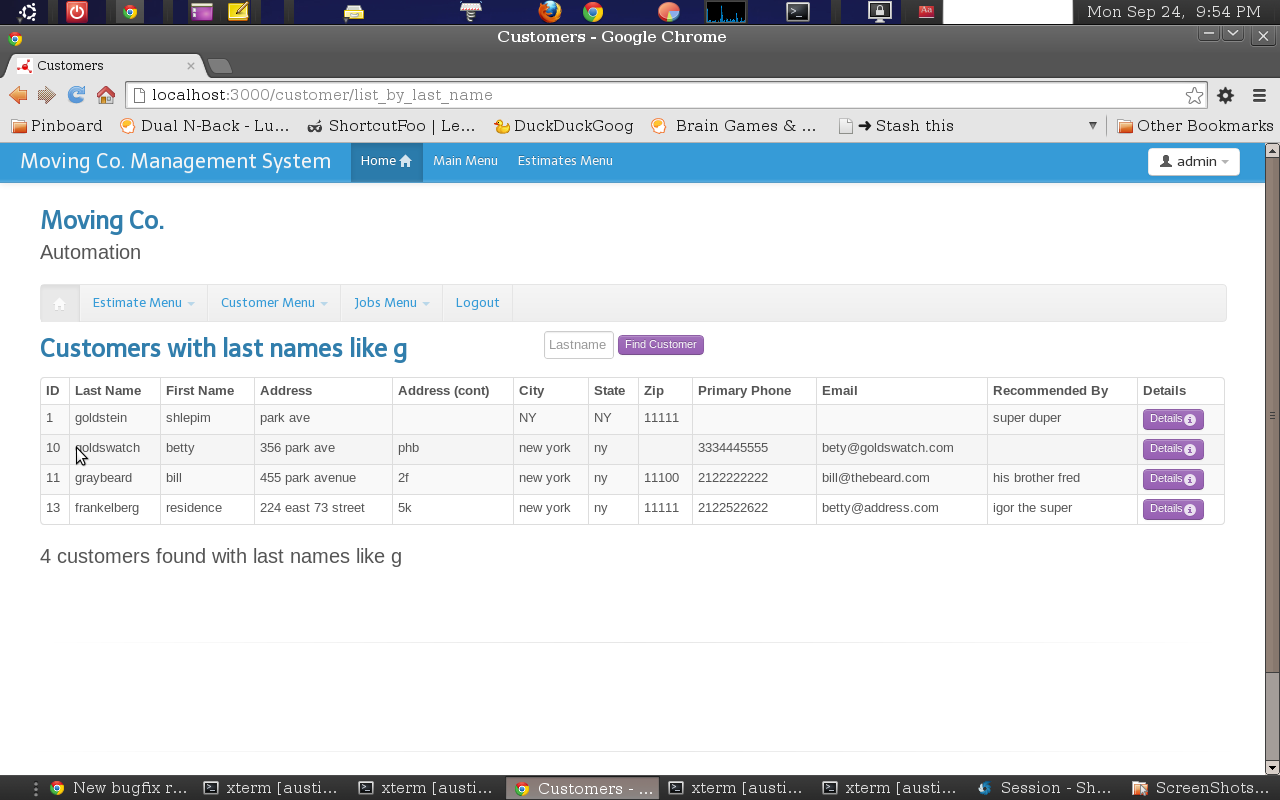 Mon Sep 24, 9:54 PM
Customers - Google Chrome
Customers
localhost:3000/customer/list_by_last_name
Pinboard Dual N-Back - Lu... ShortcutFoo | Le... DuckDuckGoog Brain Games & ... ➜ Stash this Other Bookmarks
Moving Co. Management System Home Main Menu Estimates Menu admin
Moving Co.
Automation
Estimate Menu Customer Menu Jobs Menu Logout
Customers with last names like g Lastname Find Customer
ID Last Name First Name Address Address (cont) City State Zip Primary Phone Email Recommended By Details
1 goldstein shlepim park ave NY NY 11111 super duper Details
10 goldswatch betty 356 park ave phb new york ny 3334445555 bety@goldswatch.com Details
11 graybeard bill 455 park avenue 2f new york ny 11100 2122222222 bill@thebeard.com his brother fred Details
13 frankelberg residence 224 east 73 street 5k new york ny 11111 2122522622 betty@address.com igor the super Details
4 customers found with last names like g
New bugfix r... xterm [austi... xterm [austi... Customers - ... xterm [austi... xterm [austi... Session - Sh... ScreenShots...